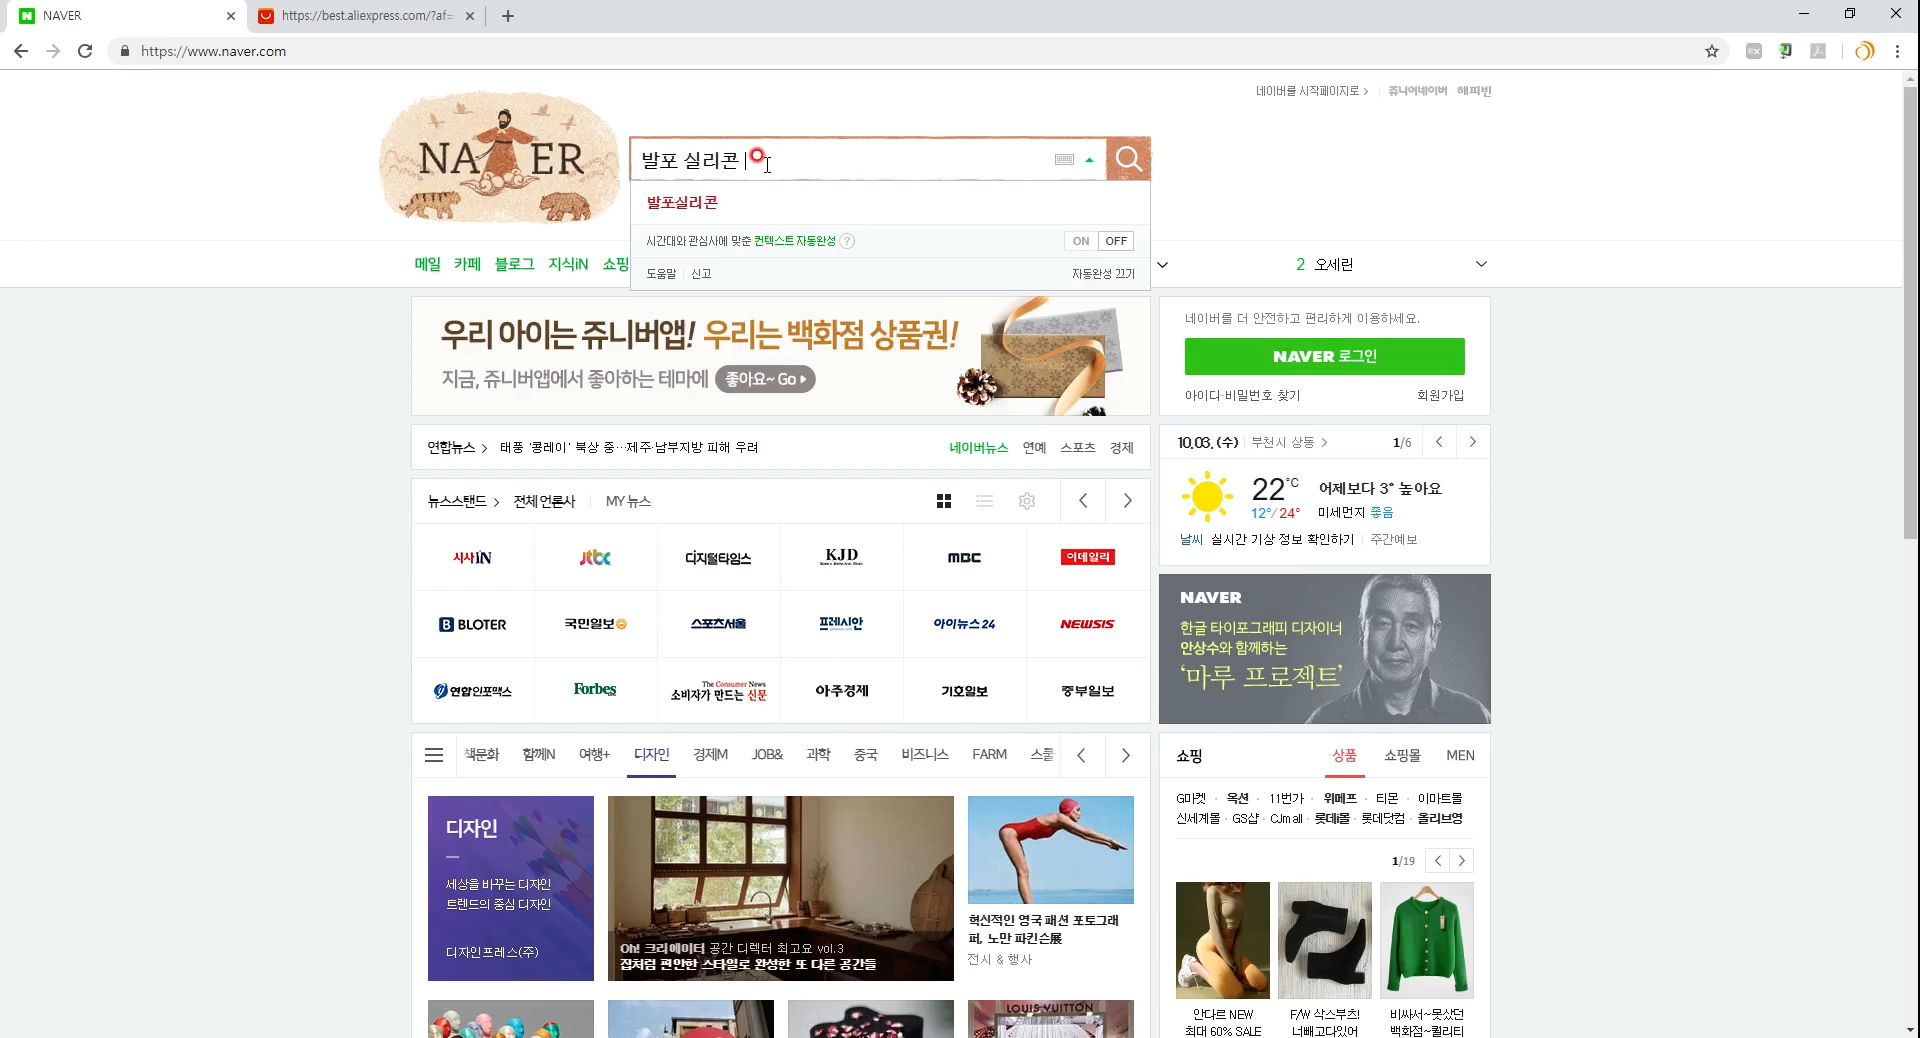 NAVER
https://best.aliexpress.com/?af=
https://www.naver.com
네이버를 시작페이지로
쥬니어네이버 해피빈
NAVER
발포 실리콘
발포실리콘
시간대와 관심사에 맞춘 컨텍스트 자동완성 ?
ON OFF
도움말 신고
자동완성 끄기
메일 카페 블로그 지식iN 쇼핑
2 오세린
우리 아이는 쥬니버앱! 우리는 백화점 상품권!
지금, 쥬니버앱에서 좋아하는 테마에 좋아요~ Go
GIFT CARD
네이버를 더 안전하고 편리하게 이용하세요.
NAVER 로그인
아이디·비밀번호 찾기
회원가입
연합뉴스 태풍 '콩레이' 북상 중…제주·남부지방 피해 우려
네이버뉴스 연예 스포츠 경제
10.03. (수) 부천시 상동
1/6
22°C 어제보다 3° 높아요
12°/24° 미세먼지 좋음
날씨 실시간 기상 정보 확인하기 주간예보
뉴스스탠드 전체 언론사 MY 뉴스
시사IN jtbc 디지털타임스 KJD MBC 이데일리
BLOTER 국민일보 스포츠서울 프레시안 아이뉴스24 NEWSIS
연합인포맥스 Forbes The Consumer News 소비자가 만드는 신문 아주경제 기호일보 중부일보
NAVER
한글 타이포그래피 디자이너
안상수와 함께하는
'마루 프로젝트'
책문화 함께N 여행+ 디자인 경제M JOB& 과학 중국 비즈니스 FARM 스쿨
쇼핑 상품 쇼핑몰 MEN
G마켓 · 옥션 · 11번가 · 위메프 · 티몬 · 이마트몰
신세계몰 · GS샵 · CJmall · 롯데i몰 · 롯데닷컴 · 올리브영
1/19
디자인
세상을 바꾸는 디자인
트렌드의 중심 디자인
디자인프레스(주)
Oh! 크리에이터 공간 디렉터 최고요 vol.3
집처럼 편안한 스타일로 완성한 또 다른 공간들
혁신적인 영국 패션 포토그래
퍼, 노만 파킨슨展
전시 & 행사
LOUIS VUITTON
안다르 NEW
최대 60% SALE
F/W 삭스부츠!
너빼고다있어
비싸서~못샀던
백화점~퀄리티